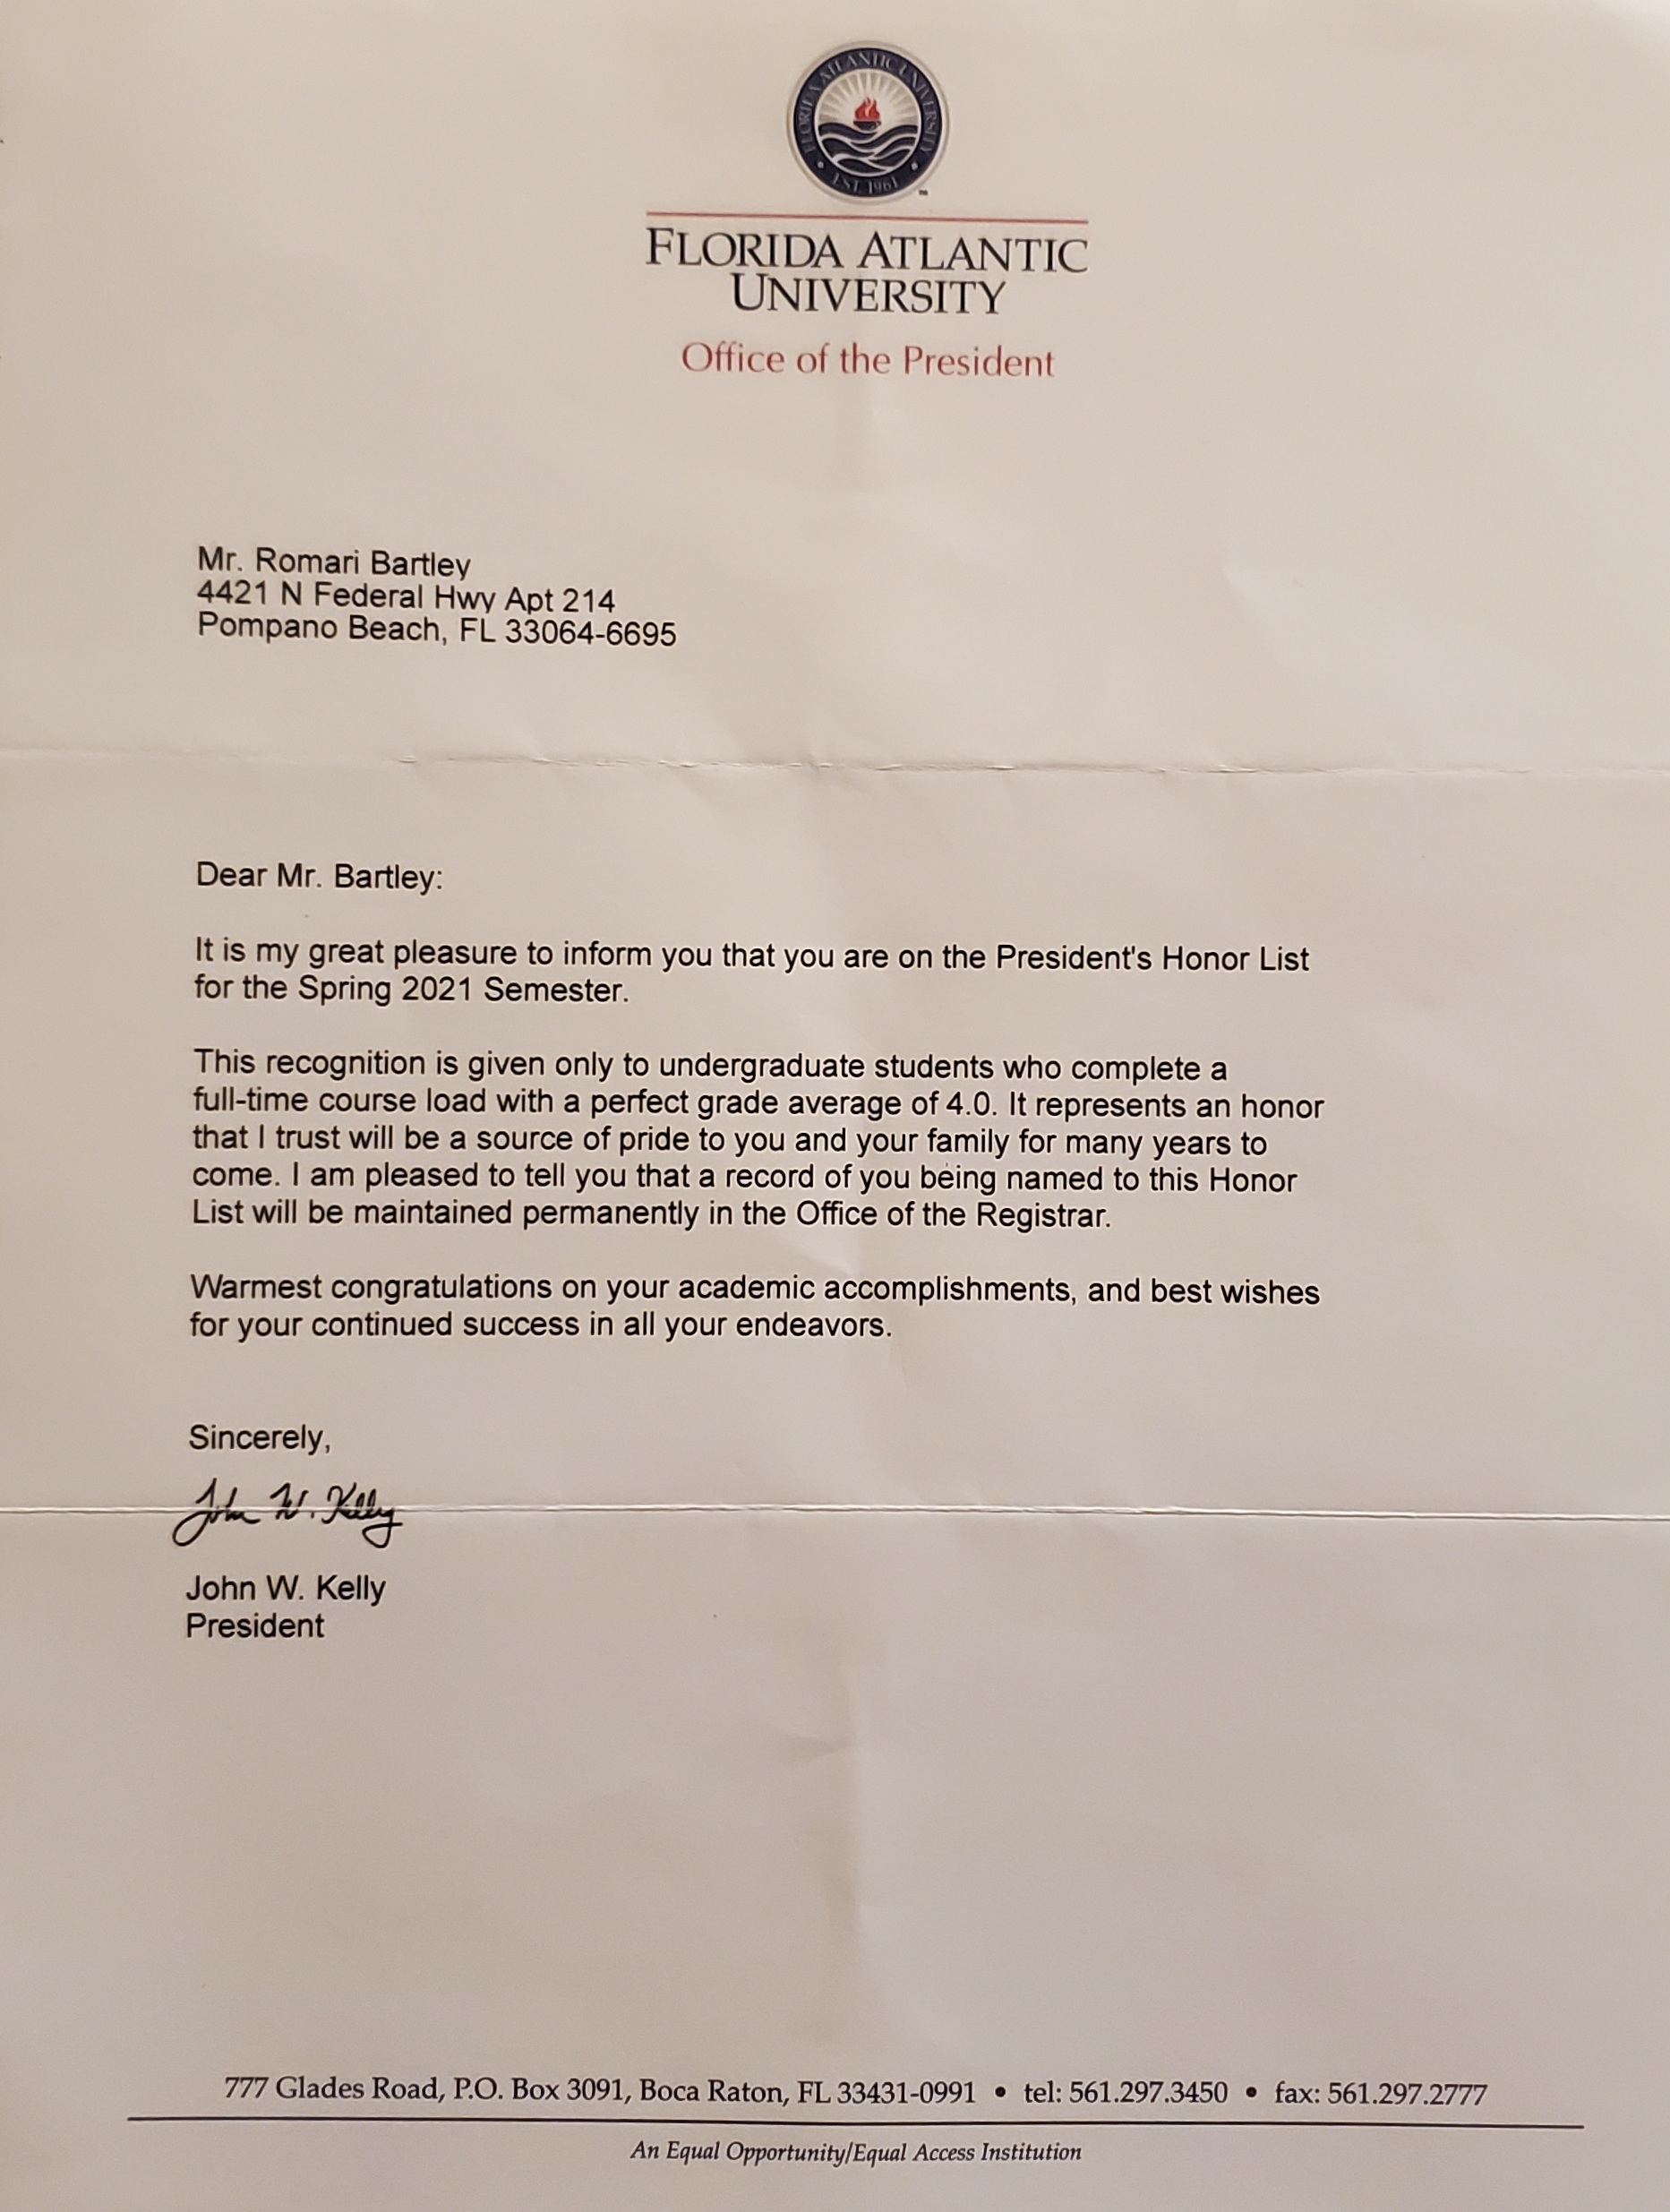 FLORIDA ATLANTIC UNIVERSITY
EST. 1961
™
FLORIDA ATLANTIC
UNIVERSITY
Office of the President
Mr. Romari Bartley
4421 N Federal Hwy Apt 214
Pompano Beach, FL 33064-6695
Dear Mr. Bartley:
It is my great pleasure to inform you that you are on the President's Honor List
for the Spring 2021 Semester.
This recognition is given only to undergraduate students who complete a
full-time course load with a perfect grade average of 4.0. It represents an honor
that I trust will be a source of pride to you and your family for many years to
come. I am pleased to tell you that a record of you being named to this Honor
List will be maintained permanently in the Office of the Registrar.
Warmest congratulations on your academic accomplishments, and best wishes
for your continued success in all your endeavors.
Sincerely,
John W. Kelly
John W. Kelly
President
777 Glades Road, P.O. Box 3091, Boca Raton, FL 33431-0991 • tel: 561.297.3450 • fax: 561.297.2777
An Equal Opportunity/Equal Access Institution